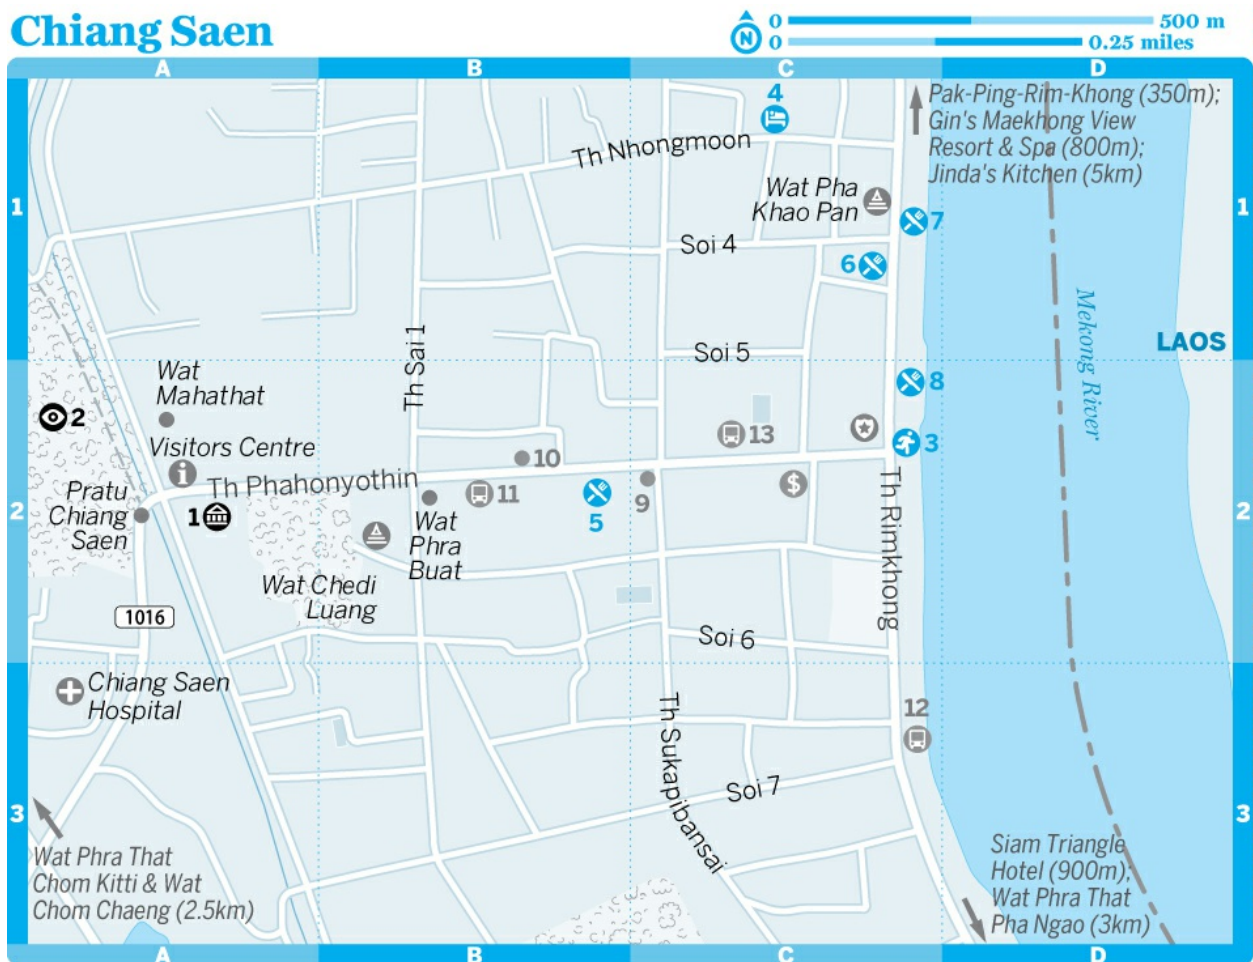 Chiang Saen
N
0 500 m
0 0.25 miles
A B C D
4
Pak-Ping-Rim-Khong (350m);
Gin's Maekhong View
Resort & Spa (800m);
Jinda's Kitchen (5km)
Th Nhongmoon
Wat Pha
Khao Pan
1 1
7
Soi 4
6
Mekong River
Th Sai 1
LAOS
Soi 5
Wat
Mahathat
8
2
Visitors Centre
i
13
3
10
Th Phahonyothin
11
5
9
$
Th Rimkhong
Pratu
Chiang
Saen
1
2 2
Wat
Phra
Buat
Wat Chedi
Luang
1016
Soi 6
Chiang Saen
Hospital
12
Th Sukapibansai
Soi 7
3 3
Wat Phra That
Chom Kitti & Wat
Chom Chaeng (2.5km)
Siam Triangle
Hotel (900m);
Wat Phra That
Pha Ngao (3km)
A B C D